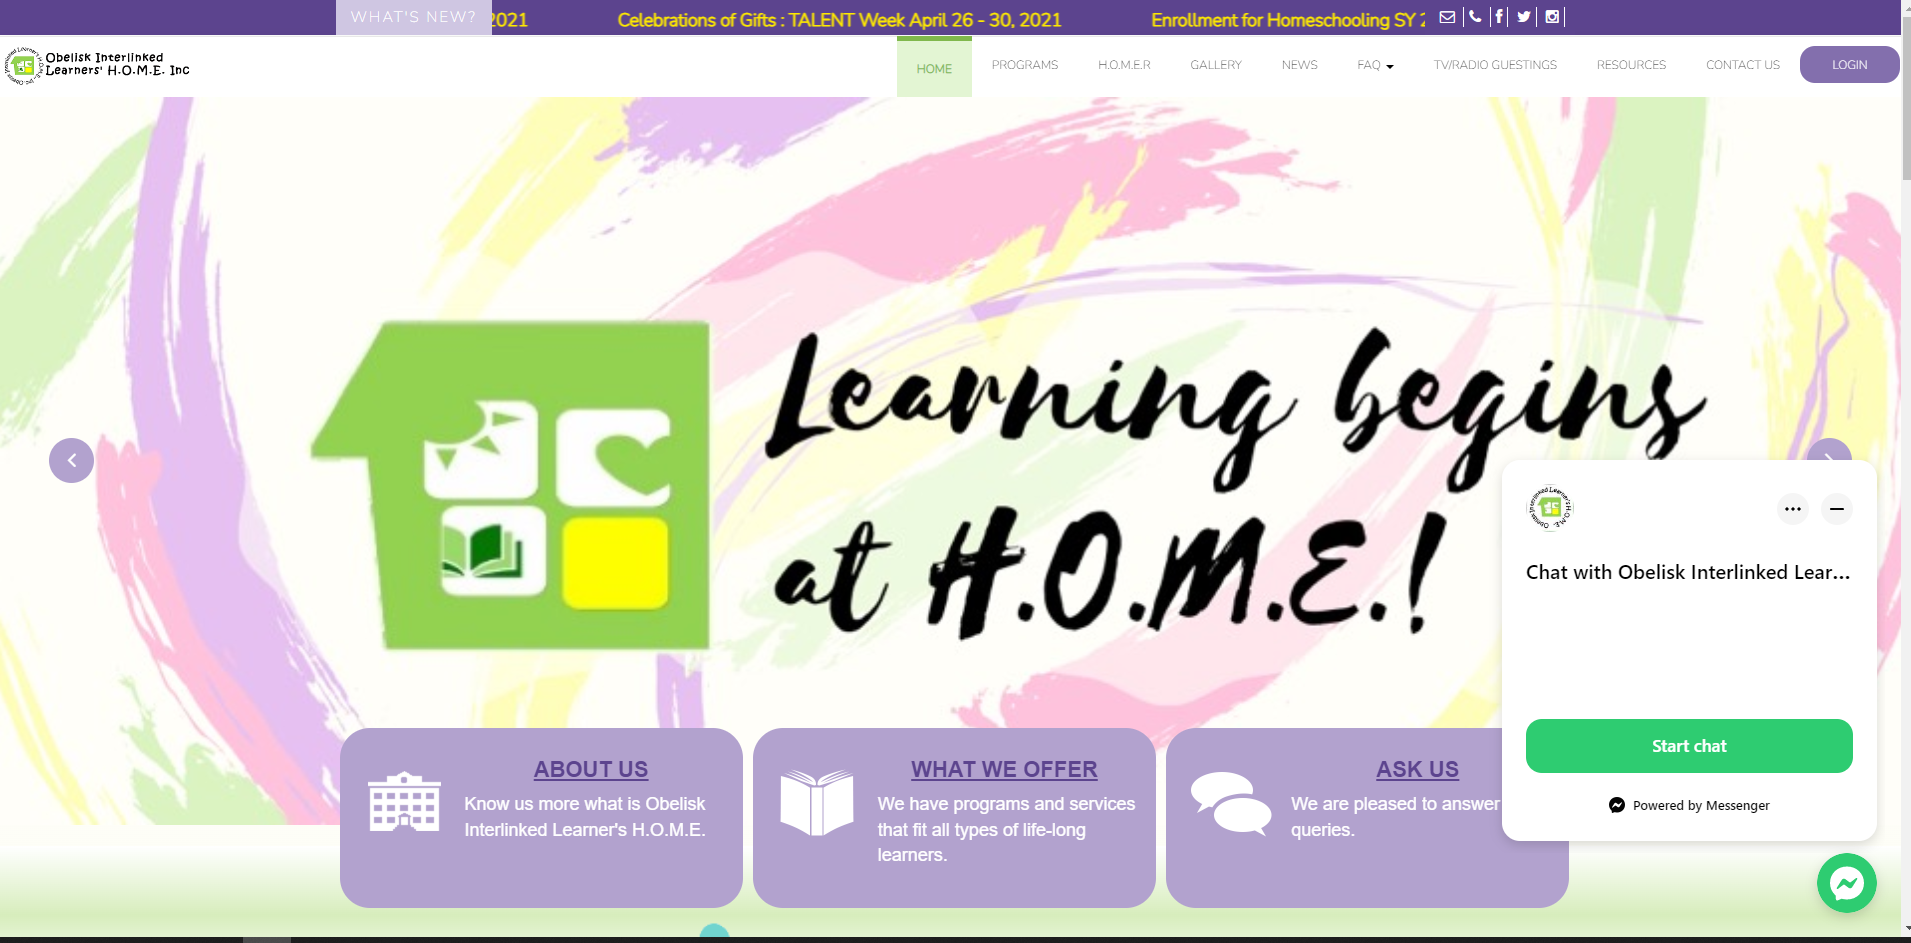 WHAT'S NEW?
2021 Celebrations of Gifts : TALENT Week April 26 - 30, 2021 Enrollment for Homeschooling SY 2
Obelisk Interlinked
Learners' H.O.M.E. Inc
HOME PROGRAMS H.O.M.E.R GALLERY NEWS FAQ TV/RADIO GUESTINGS RESOURCES CONTACT US LOGIN
Learning begins
at H.O.M.E.!
Chat with Obelisk Interlinked Lear...
Start chat
Powered by Messenger
ABOUT US
Know us more what is Obelisk
Interlinked Learner's H.O.M.E.
WHAT WE OFFER
We have programs and services
that fit all types of life-long
learners.
ASK US
We are pleased to answer
queries.